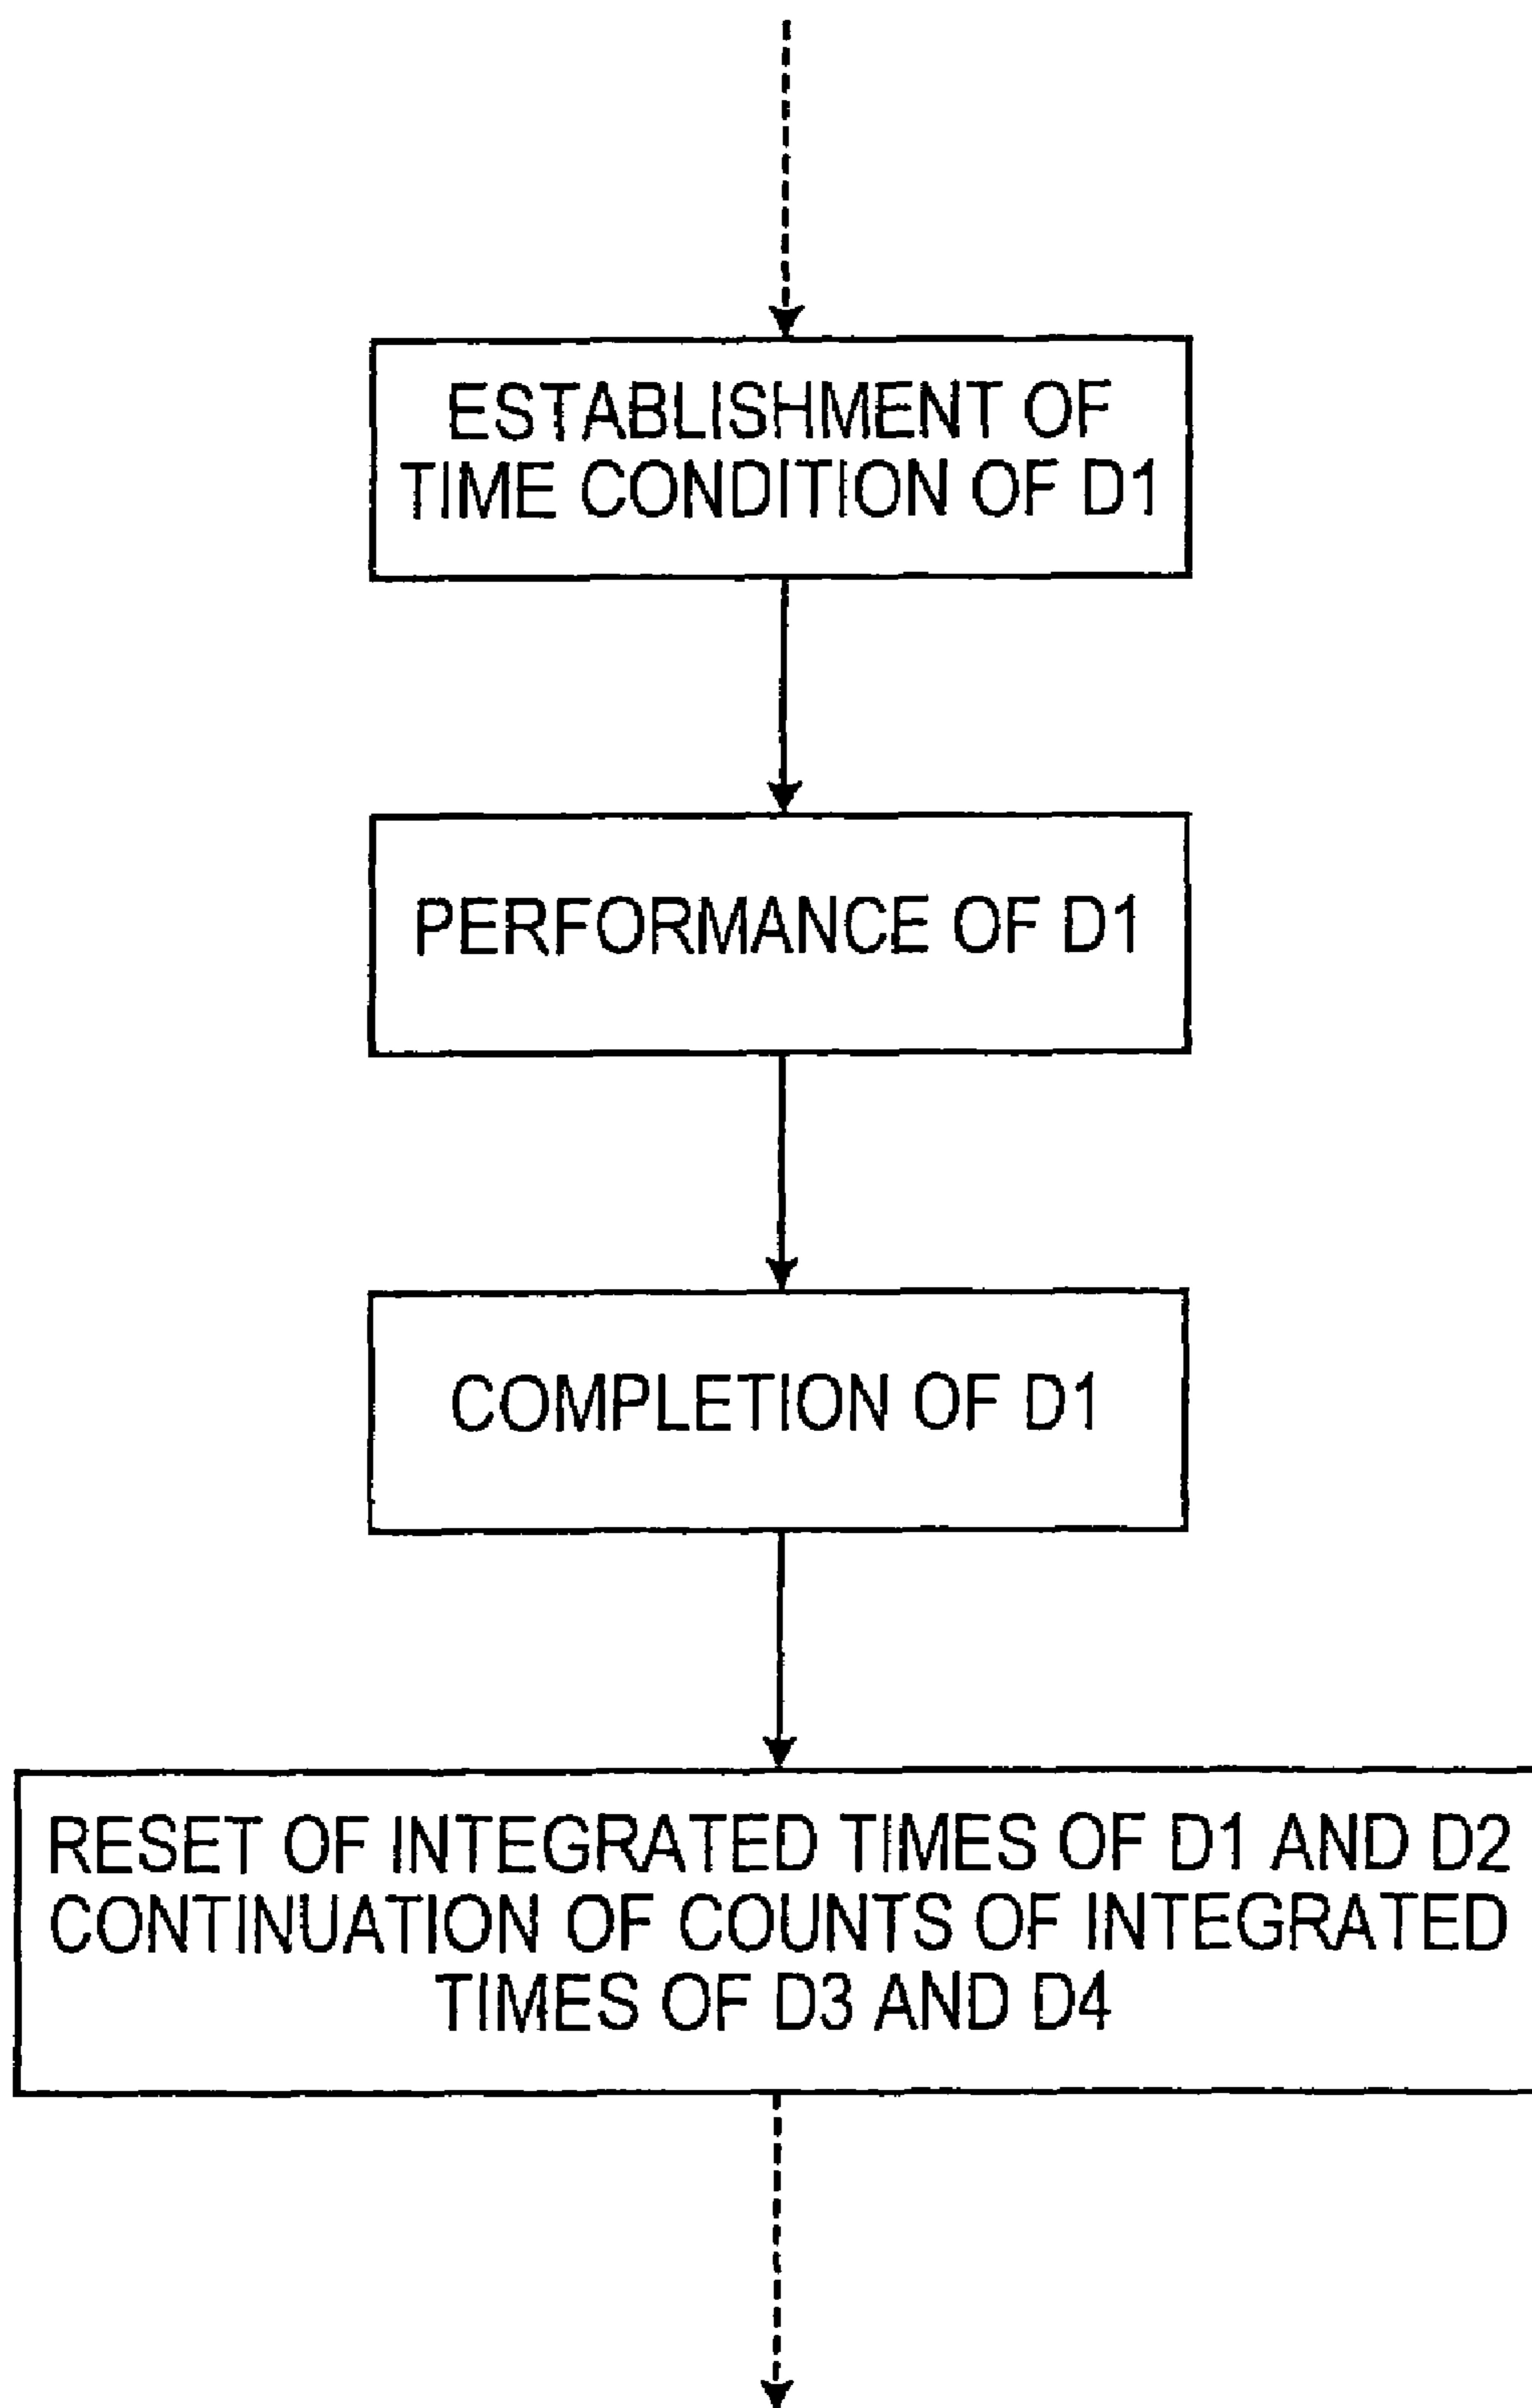 ESTABLISHMENT OF
TIME CONDITION OF D1
PERFORMANCE OF D1
COMPLETION OF D1
RESET OF INTEGRATED TIMES OF D1 AND D2
CONTINUATION OF COUNTS OF INTEGRATED
TIMES OF D3 AND D4